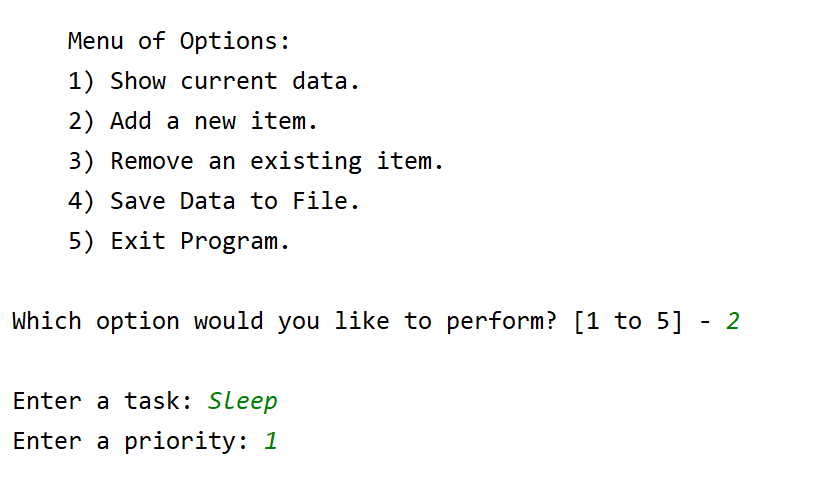 Menu of Options:
1) Show current data.
2) Add a new item.
3) Remove an existing item.
4) Save Data to File.
5) Exit Program.
Which option would you like to perform? [1 to 5] - 2
Enter a task: Sleep
Enter a priority: 1